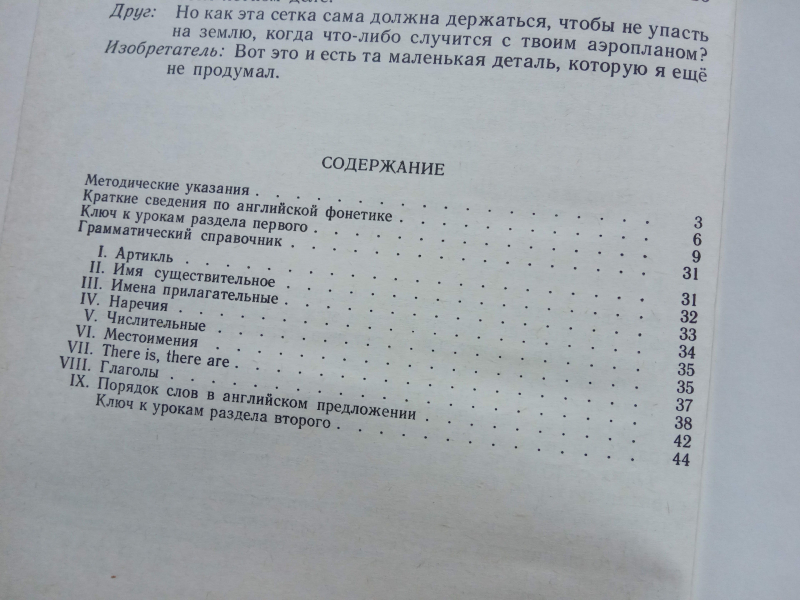 Друг: Но как эта сетка сама должна держаться, чтобы не упасть
на землю, когда что-либо случится с твоим аэропланом?
Изобретатель: Вот это и есть та маленькая деталь, которую я ещё
не продумал.
СОДЕРЖАНИЕ
Методические указания . . . . . . . . . . . . 3
Краткие сведения по английской фонетике . . . . . . . . 6
Ключ к урокам раздела первого . . . . . . . . . . 9
Грамматический справочник . . . . . . . . . . . 31
I. Артикль . . . . . . . . . . . . . . 31
II. Имя существительное . . . . . . . . . . . 32
III. Имена прилагательные . . . . . . . . . . . 33
IV. Наречия . . . . . . . . . . . . . . 34
V. Числительные . . . . . . . . . . . . . 35
VI. Местоимения . . . . . . . . . . . . . 35
VII. There is, there are . . . . . . . . . . . . 37
VIII. Глаголы . . . . . . . . . . . . . . 38
IX. Порядок слов в английском предложении . . . . . . . 42
Ключ к урокам раздела второго . . . . . . . . . . 44